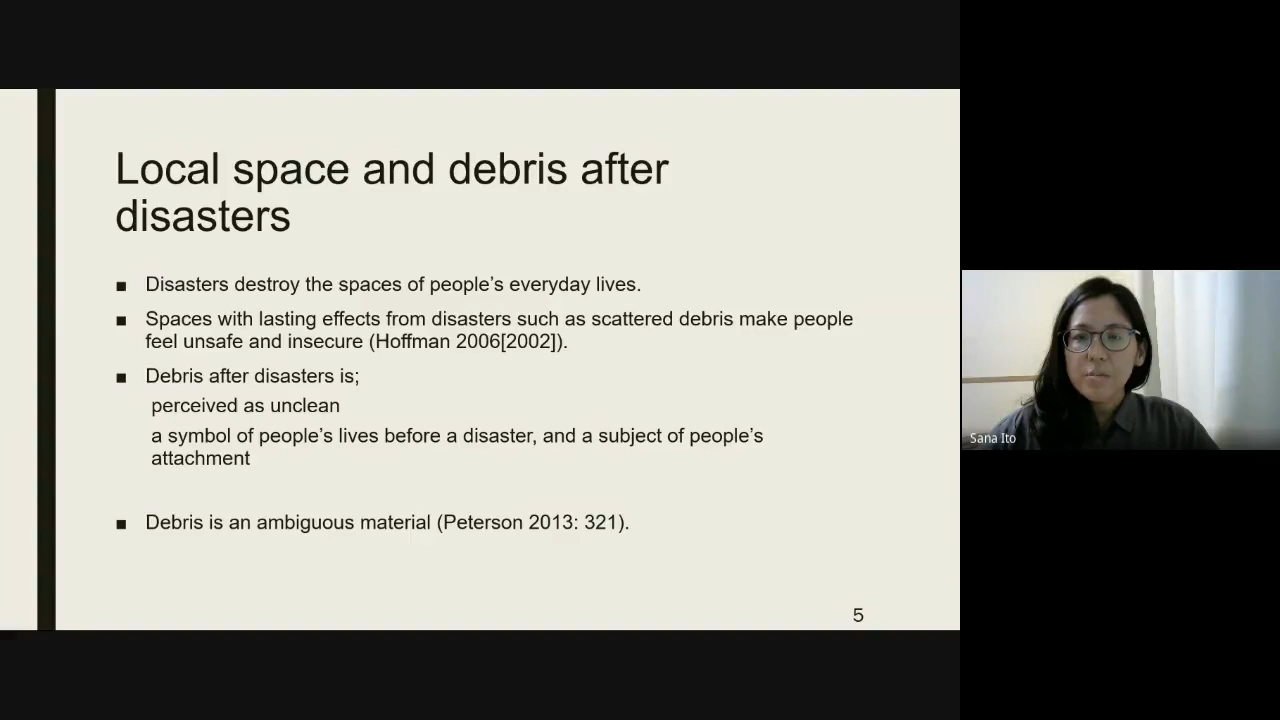 Local space and debris after
disasters
■ Disasters destroy the spaces of people's everyday lives.
■ Spaces with lasting effects from disasters such as scattered debris make people
feel unsafe and insecure (Hoffman 2006[2002]).
■ Debris after disasters is;
perceived as unclean
a symbol of people's lives before a disaster, and a subject of people's
attachment
■ Debris is an ambiguous material (Peterson 2013: 321).
5
Sana Ito